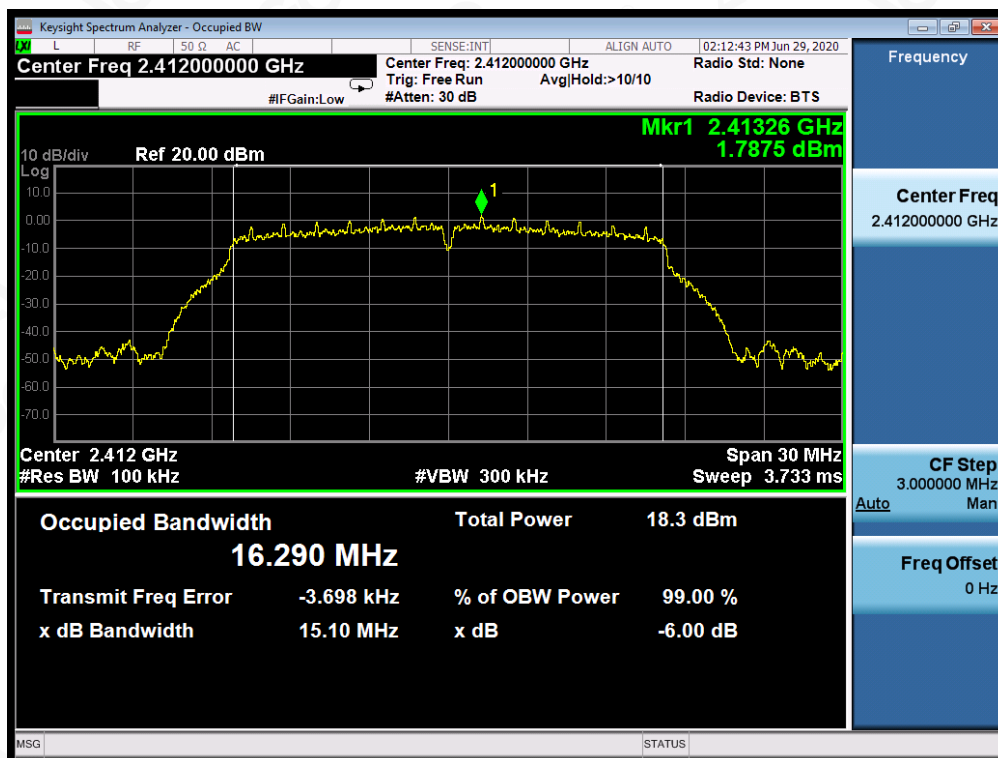 Keysight Spectrum Analyzer - Occupied BW
LXI L RF 50 Ω AC SENSE:INT ALIGN AUTO 02:12:43 PM Jun 29, 2020
Center Freq 2.412000000 GHz
Center Freq: 2.412000000 GHz
Radio Std: None
Trig: Free Run Avg|Hold:>10/10
#IFGain:Low
#Atten: 30 dB
Radio Device: BTS
Mkr1 2.41326 GHz
1.7875 dBm
10 dB/div Ref 20.00 dBm
Log
10.0
0.00
-10.0
-20.0
-30.0
-40.0
-50.0
-60.0
-70.0
1
Center 2.412 GHz
Span 30 MHz
#Res BW 100 kHz
#VBW 300 kHz
Sweep 3.733 ms
Occupied Bandwidth
Total Power 18.3 dBm
16.290 MHz
Transmit Freq Error -3.698 kHz
% of OBW Power 99.00 %
x dB Bandwidth 15.10 MHz
x dB -6.00 dB
Frequency
Center Freq
2.412000000 GHz
CF Step
3.000000 MHz
Auto Man
Freq Offset
0 Hz
MSG
STATUS